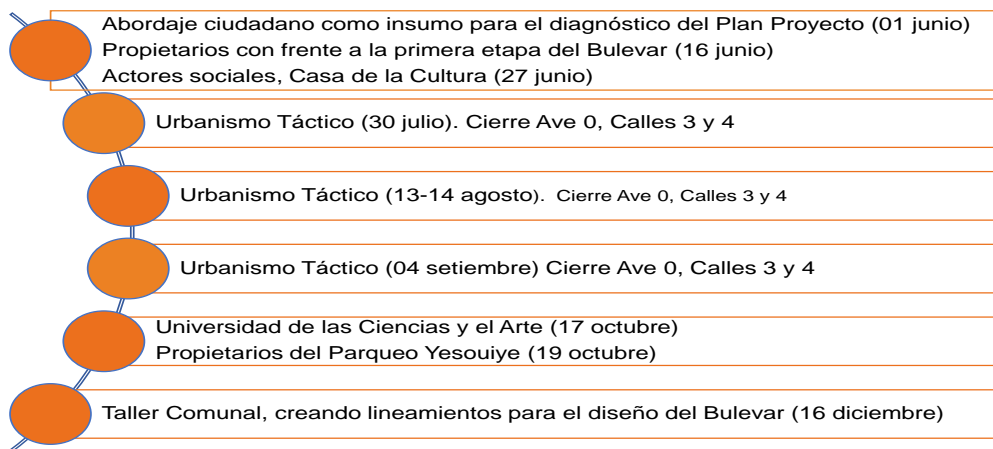 Abordaje ciudadano como insumo para el diagnóstico del Plan Proyecto (01 junio)
Propietarios con frente a la primera etapa del Bulevar (16 junio)
Actores sociales, Casa de la Cultura (27 junio)
Urbanismo Táctico (30 julio). Cierre Ave 0, Calles 3 y 4
Urbanismo Táctico (13-14 agosto). Cierre Ave 0, Calles 3 y 4
Urbanismo Táctico (04 setiembre) Cierre Ave 0, Calles 3 y 4
Universidad de las Ciencias y el Arte (17 octubre)
Propietarios del Parqueo Yesouiye (19 octubre)
Taller Comunal, creando lineamientos para el diseño del Bulevar (16 diciembre)